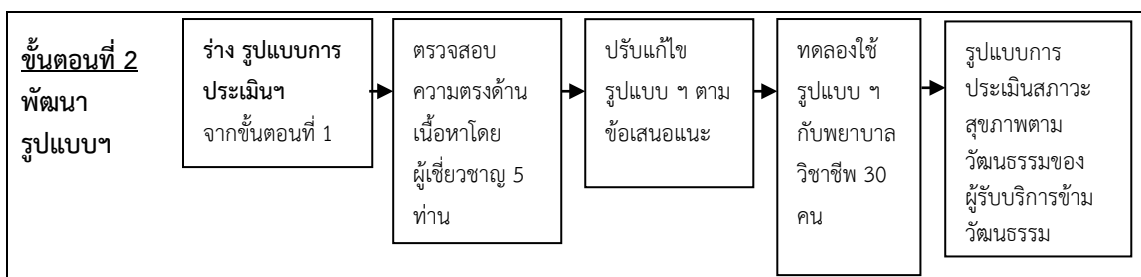 ขั้นตอนที่ 2
พัฒนา
รูปแบบฯ
ร่าง รูปแบบการ
ประเมินฯ
จากขั้นตอนที่ 1
ตรวจสอบ
ความตรงด้าน
เนื้อหาโดย
ผู้เชี่ยวชาญ 5
ท่าน
ปรับแก้ไข
รูปแบบ ฯ ตาม
ข้อเสนอแนะ
ทดลองใช้
รูปแบบ ฯ
กับพยาบาล
วิชาชีพ 30
คน
รูปแบบการ
ประเมินสภาวะ
สุขภาพตาม
วัฒนธรรมของ
ผู้รับบริการข้าม
วัฒนธรรม